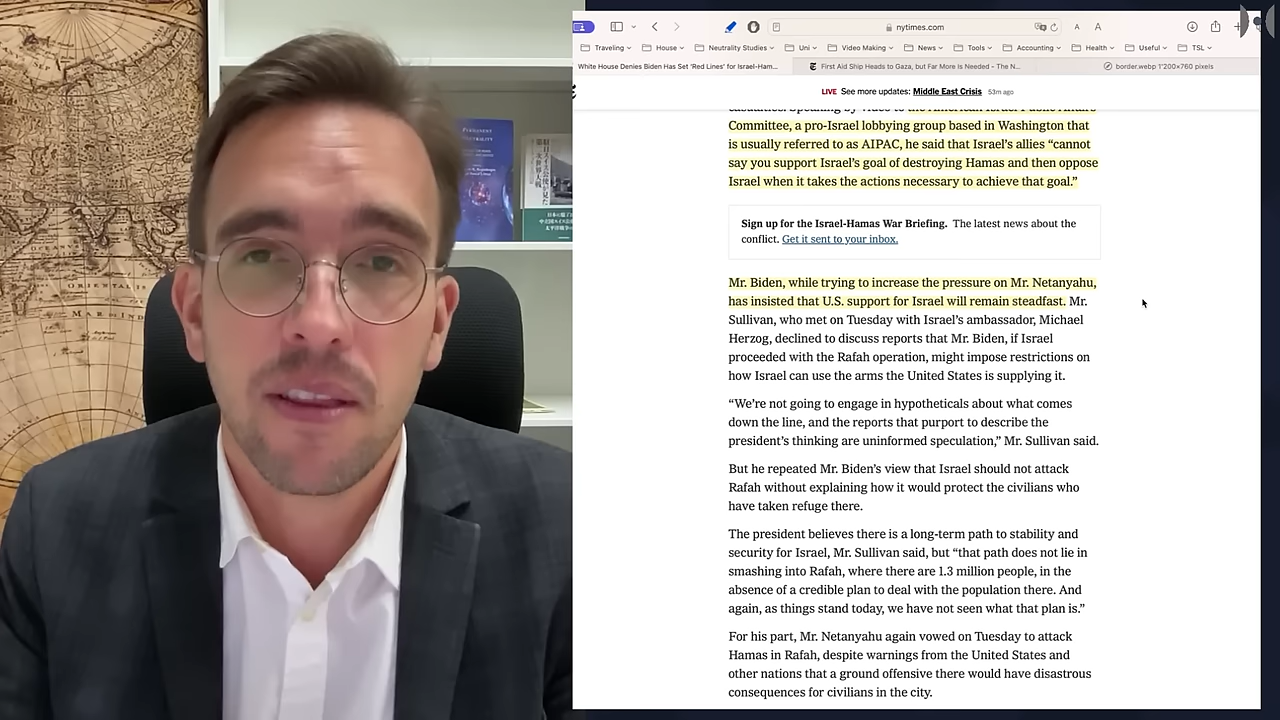 nytimes.com
A
A
Traveling
House
Neutrality Studies
Uni
Video Making
News
Tools
Accounting
Health
Useful
TSL
White House Denies Biden Has Set 'Red Lines' for Israel-Ham...
First Aid Ship Heads to Gaza, but Far More Is Needed - The N...
border.webp 1'200×760 pixels
LIVE See more updates: Middle East Crisis 53m ago
Committee, a pro-Israel lobbying group based in Washington that
is usually referred to as AIPAC, he said that Israel’s allies “cannot
say you support Israel’s goal of destroying Hamas and then oppose
Israel when it takes the actions necessary to achieve that goal.”
Sign up for the Israel-Hamas War Briefing. The latest news about the
conflict. Get it sent to your inbox.
Mr. Biden, while trying to increase the pressure on Mr. Netanyahu,
has insisted that U.S. support for Israel will remain steadfast. Mr.
Sullivan, who met on Tuesday with Israel’s ambassador, Michael
Herzog, declined to discuss reports that Mr. Biden, if Israel
proceeded with the Rafah operation, might impose restrictions on
how Israel can use the arms the United States is supplying it.
“We’re not going to engage in hypotheticals about what comes
down the line, and the reports that purport to describe the
president’s thinking are uninformed speculation,” Mr. Sullivan said.
But he repeated Mr. Biden’s view that Israel should not attack
Rafah without explaining how it would protect the civilians who
have taken refuge there.
The president believes there is a long-term path to stability and
security for Israel, Mr. Sullivan said, but “that path does not lie in
smashing into Rafah, where there are 1.3 million people, in the
absence of a credible plan to deal with the population there. And
again, as things stand today, we have not seen what that plan is.”
For his part, Mr. Netanyahu again vowed on Tuesday to attack
Hamas in Rafah, despite warnings from the United States and
other nations that a ground offensive there would have disastrous
consequences for civilians in the city.